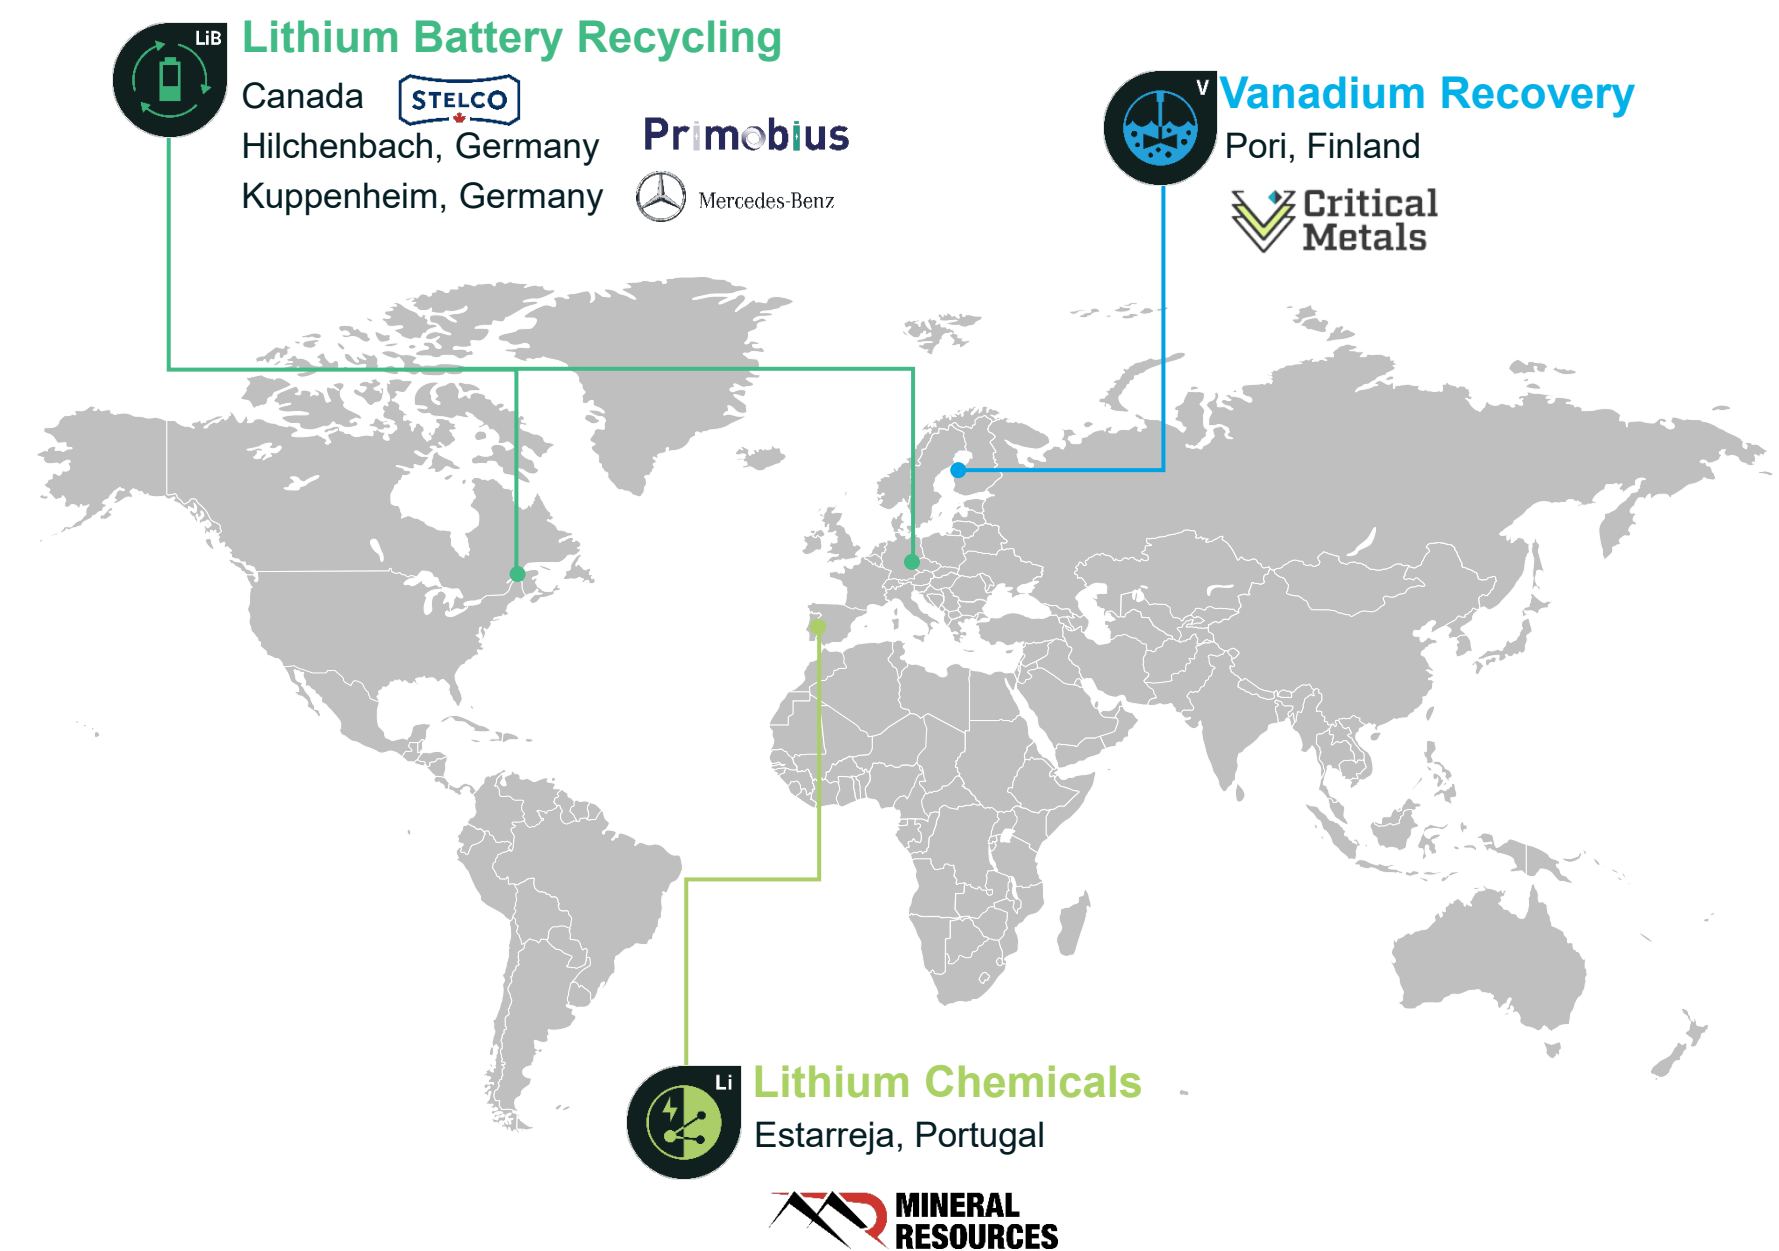 LiB
Lithium Battery Recycling
Canada STELCO
Hilchenbach, Germany Primobius
Kuppenheim, Germany Mercedes-Benz
V
Vanadium Recovery
Pori, Finland
Critical
Metals
Li
Lithium Chemicals
Estarreja, Portugal
MINERAL
RESOURCES